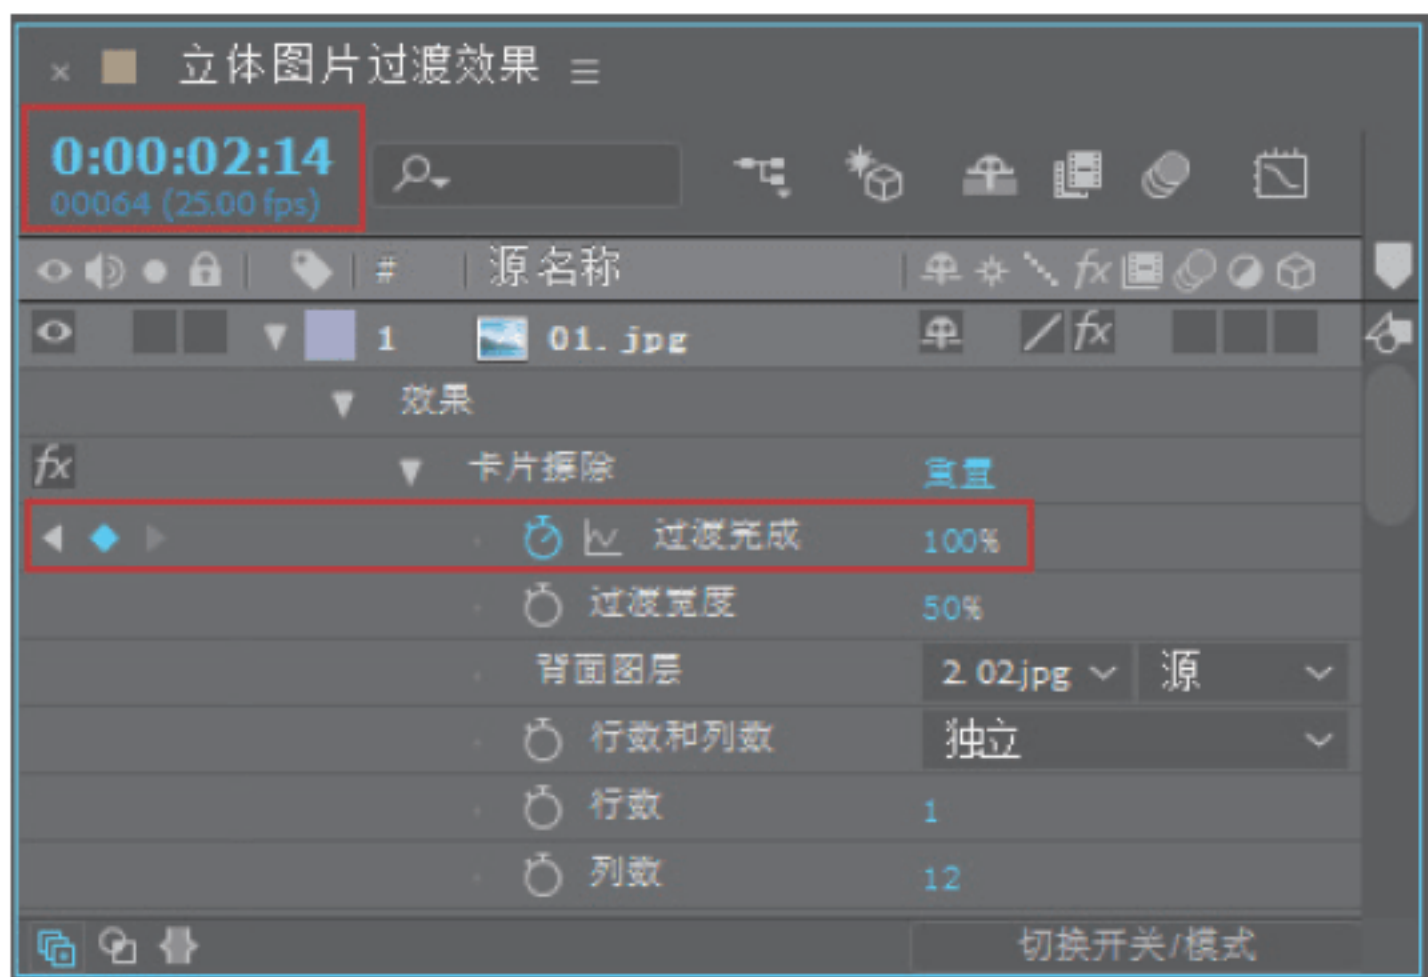 立体图片过渡效果
0:00:02:14
00064 (25.00 fps)
# 源名称 fx
1 01.jpg fx
效果
fx 卡片擦除 重置
过渡完成 100%
过渡宽度 50%
背面图层 2. 02.jpg 源
行数和列数 独立
行数 1
列数 12
切换开关/模式